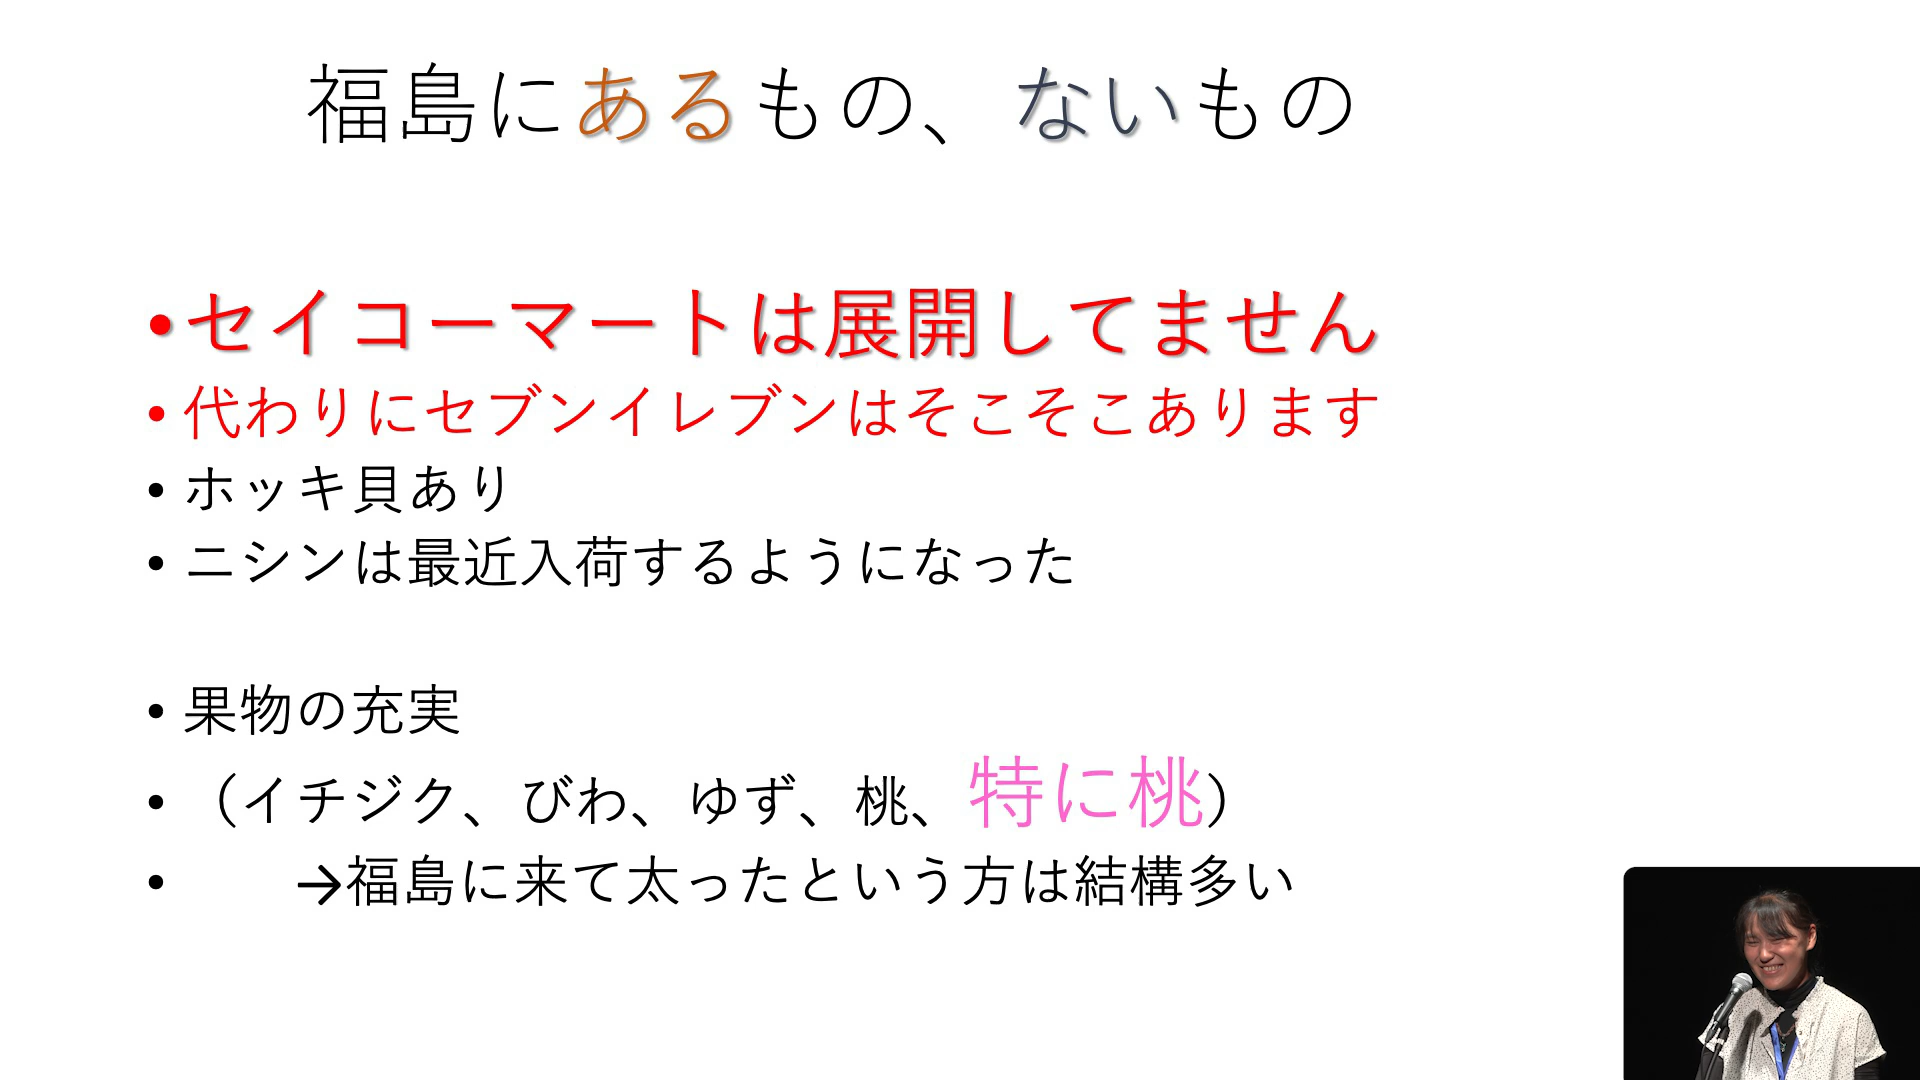 福島にあるもの、ないもの
•セイコーマートは展開してません
• 代わりにセブンイレブンはそこそこあります
• ホッキ貝あり
• ニシンは最近入荷するようになった
• 果物の充実
• （イチジク、びわ、ゆず、桃、特に桃）
• →福島に来て太ったという方は結構多い